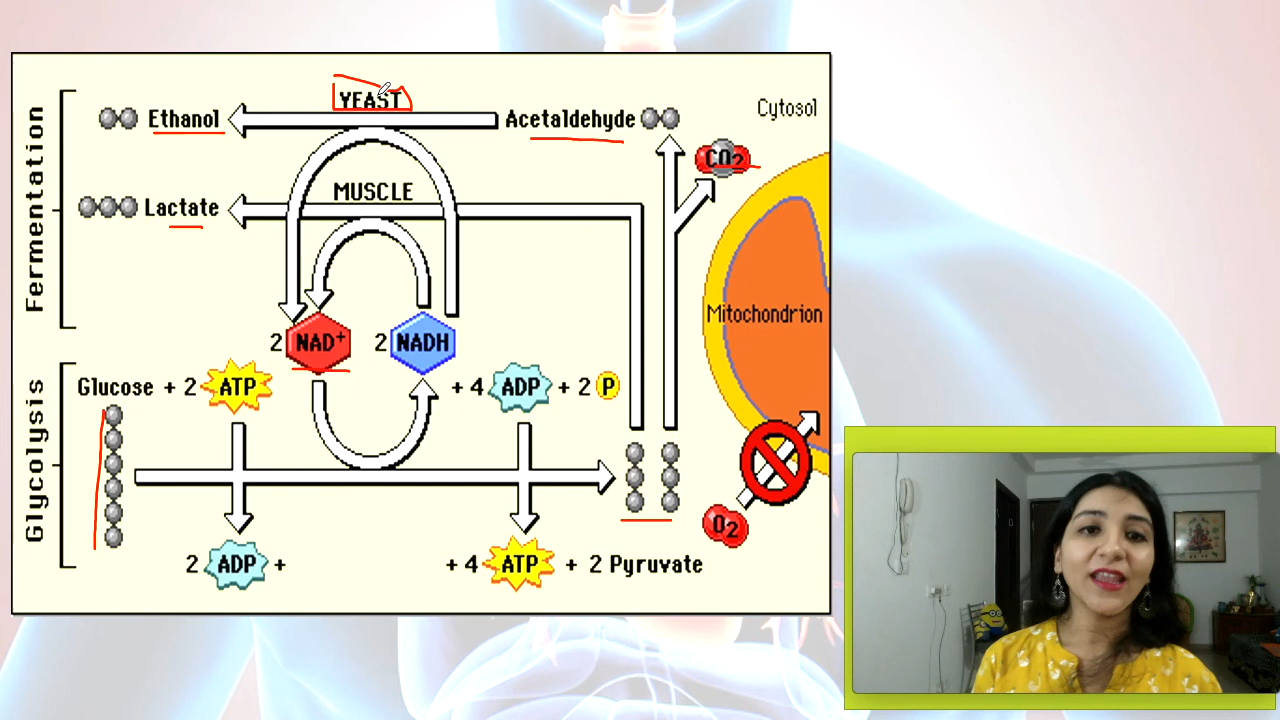 YEAST
Ethanol
Acetaldehyde
Cytosol
CO2
MUSCLE
Lactate
Fermentation
Mitochondrion
2 NAD+
2 NADH
Glucose + 2 ATP
+ 4 ADP + 2 P
Glycolysis
O2
2 ADP +
+ 4 ATP + 2 Pyruvate